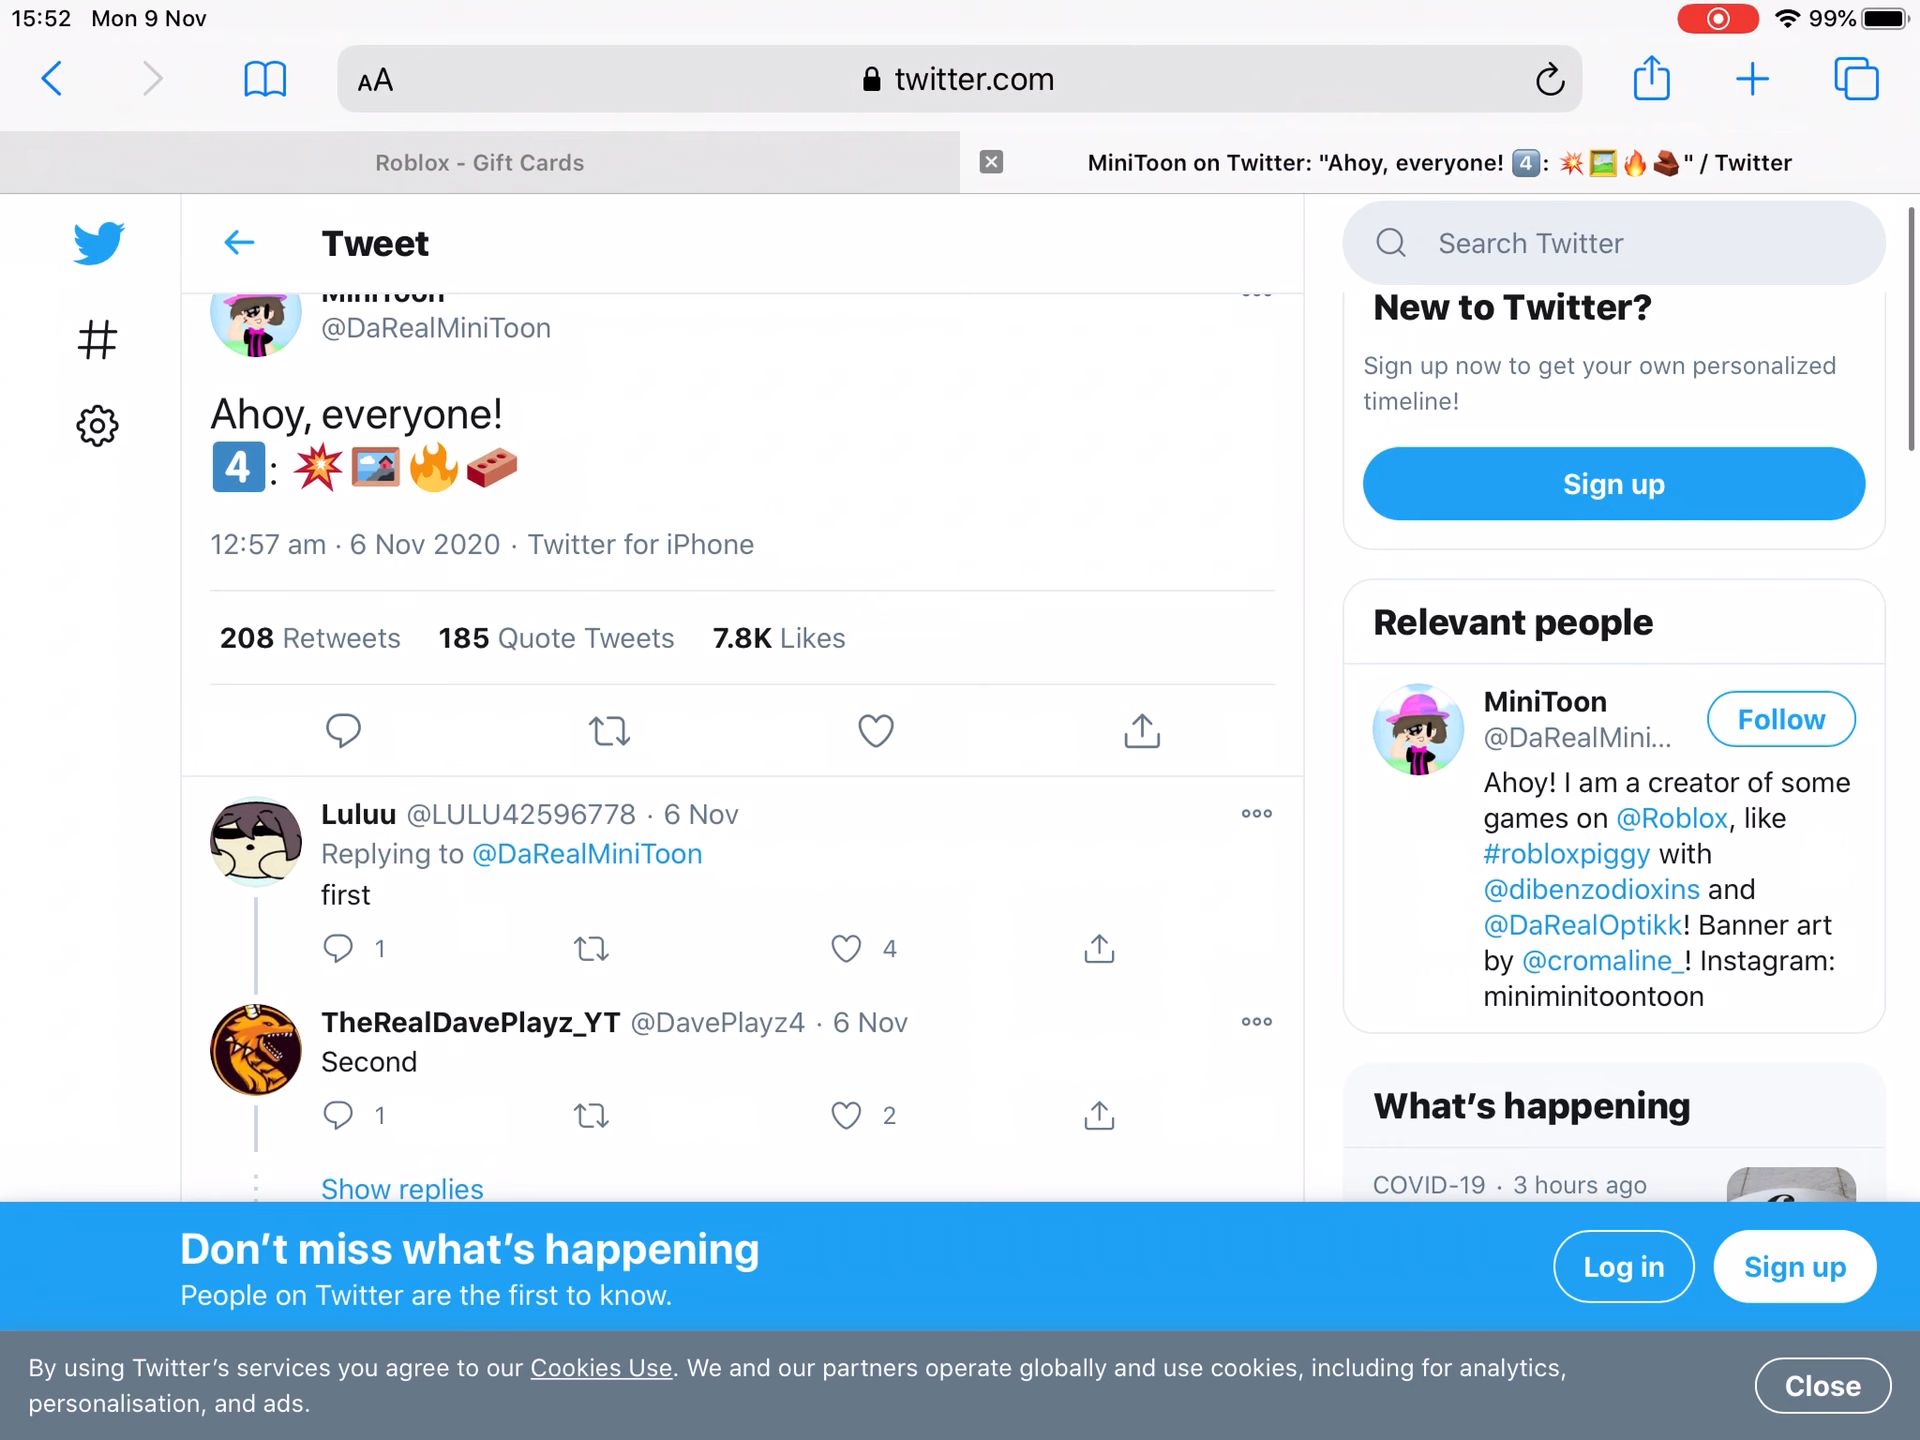 15:52 Mon 9 Nov
99%
AA
twitter.com
Roblox - Gift Cards
MiniToon on Twitter: "Ahoy, everyone! 4️⃣: 💥🖼️🔥🧱" / Twitter
Tweet
Search Twitter
MiniToon
@DaRealMiniToon
Ahoy, everyone!
4️⃣: 💥🖼️🔥🧱
12:57 am · 6 Nov 2020 · Twitter for iPhone
208 Retweets 185 Quote Tweets 7.8K Likes
Luluu @LULU42596778 · 6 Nov
Replying to @DaRealMiniToon
first
1 4
TheRealDavePlayz_YT @DavePlayz4 · 6 Nov
Second
1 2
Show replies
New to Twitter?
Sign up now to get your own personalized
timeline!
Sign up
Relevant people
MiniToon
@DaRealMini...
Follow
Ahoy! I am a creator of some
games on @Roblox, like
#robloxpiggy with
@dibenzodioxins and
@DaRealOptikk! Banner art
by @cromaline_! Instagram:
miniminitoontoon
What's happening
COVID-19 · 3 hours ago
Don't miss what's happening
People on Twitter are the first to know.
Log in
Sign up
By using Twitter's services you agree to our Cookies Use. We and our partners operate globally and use cookies, including for analytics,
personalisation, and ads.
Close